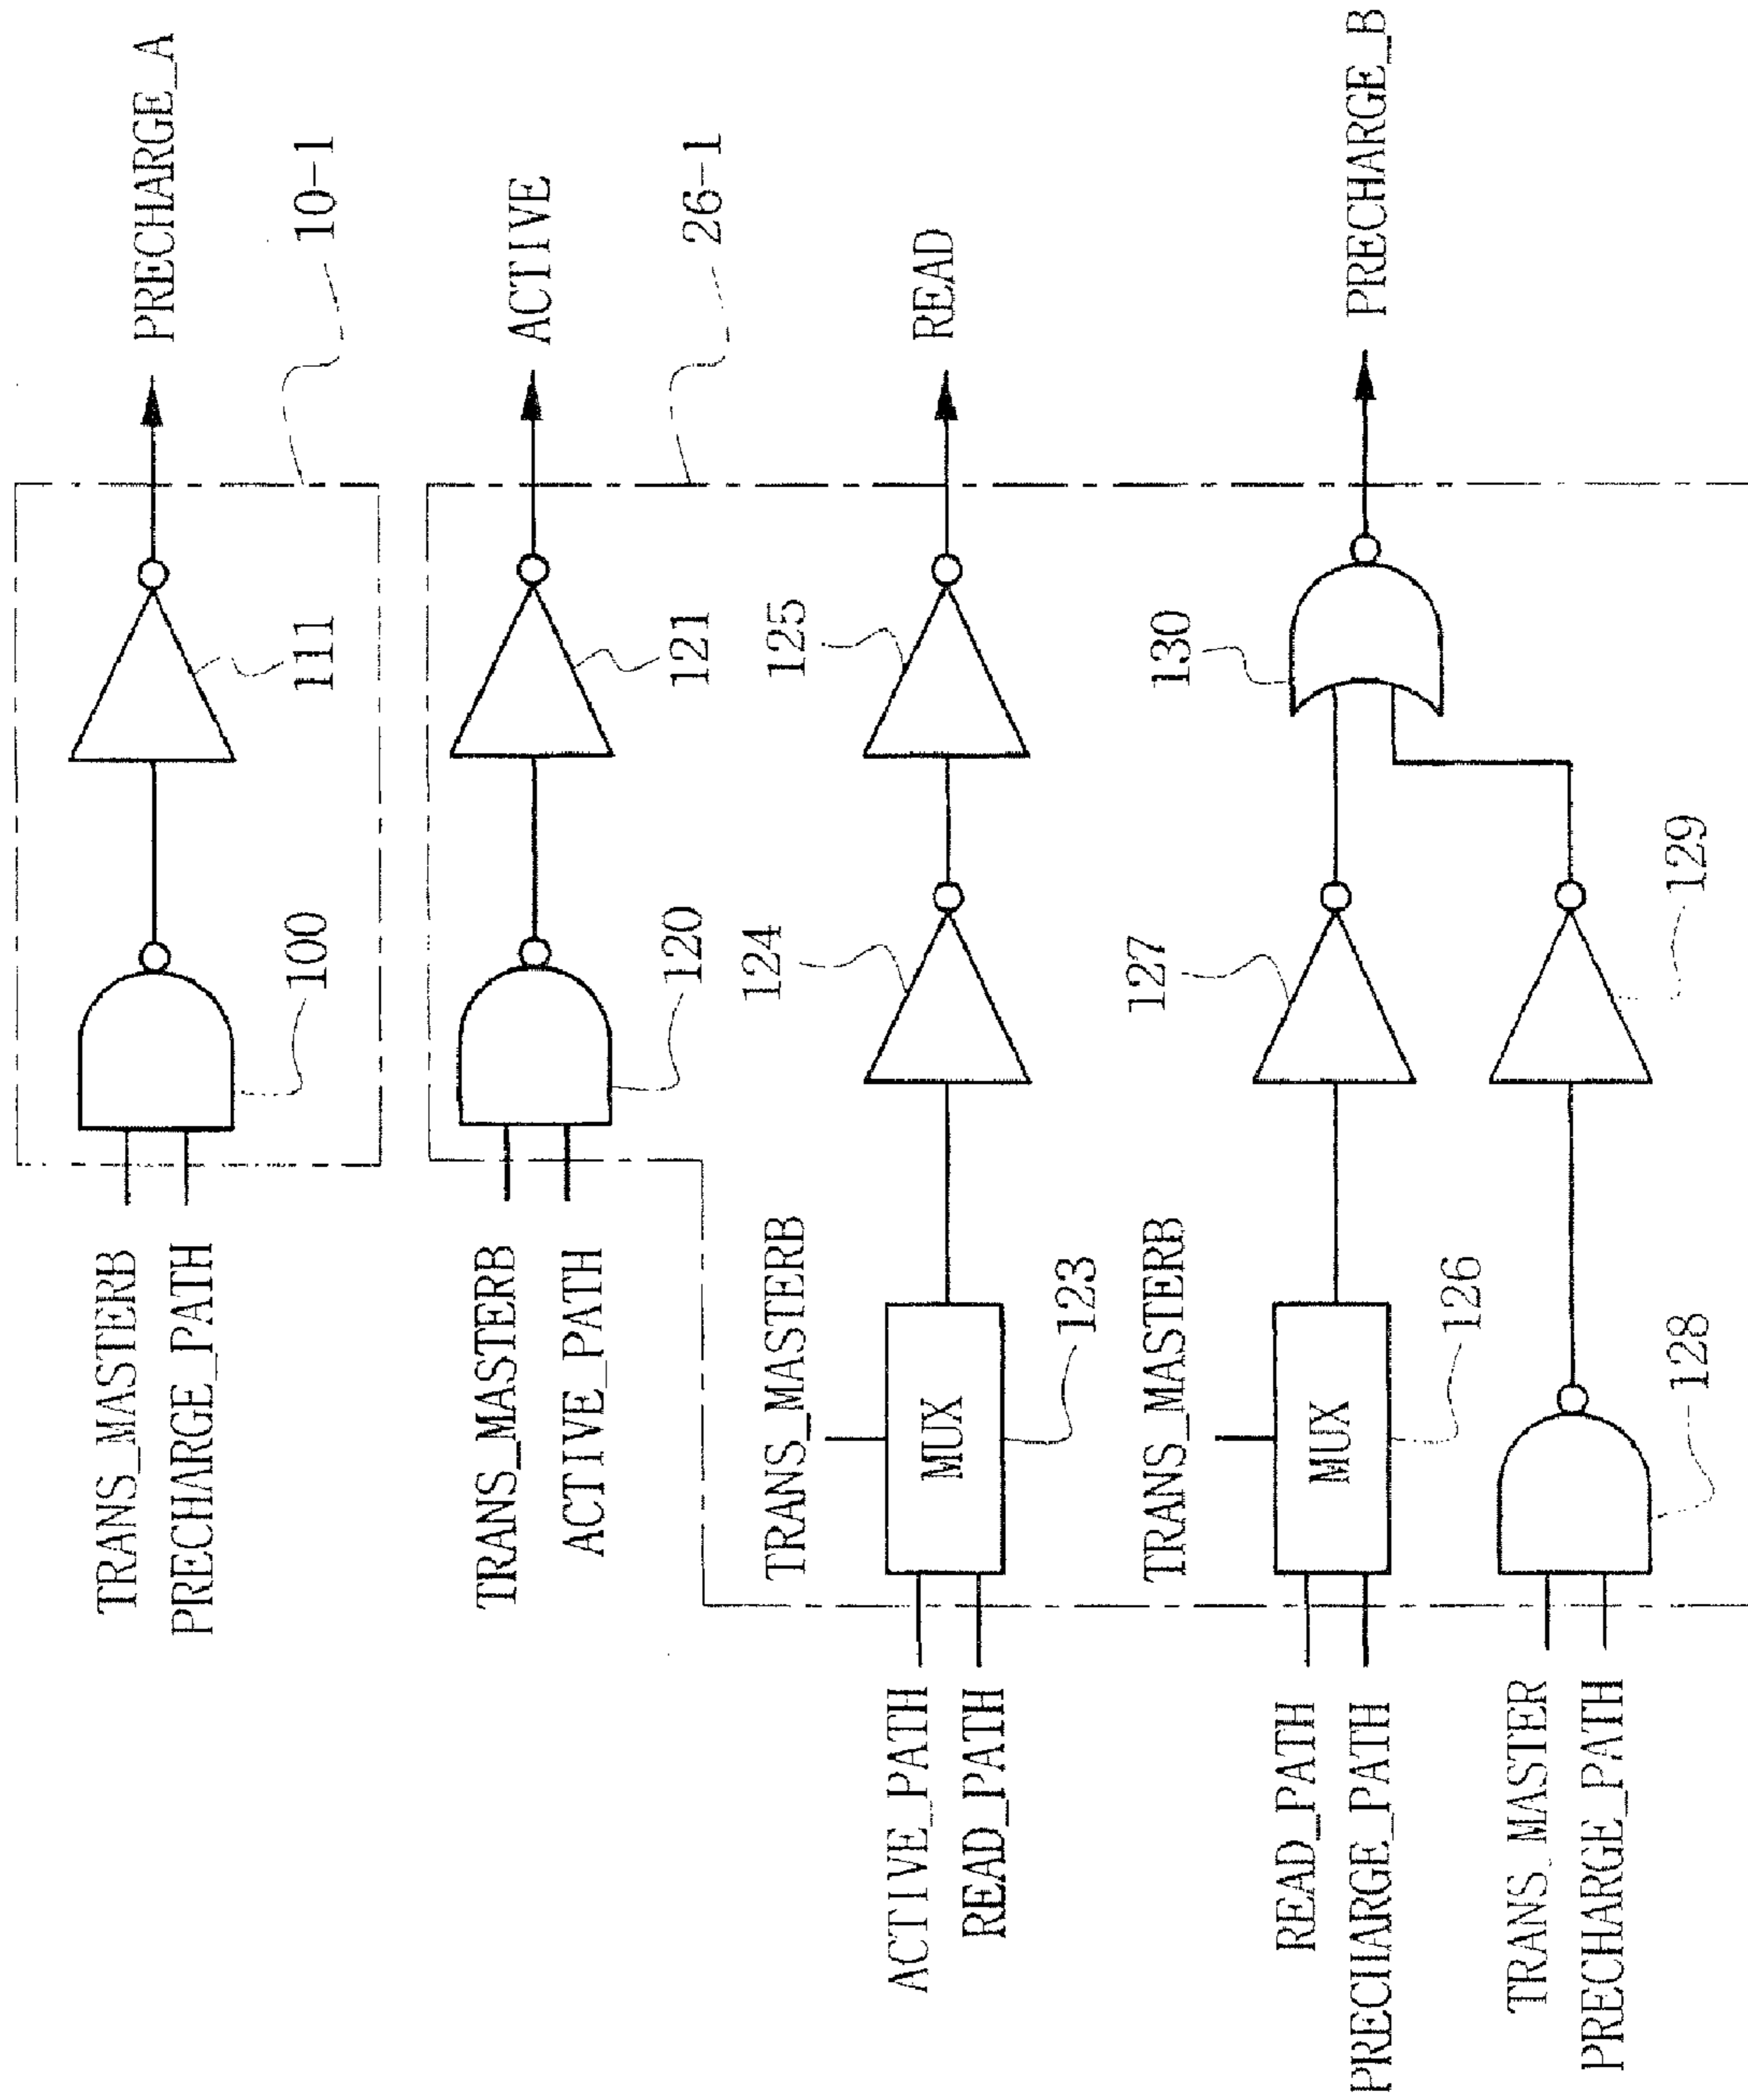 TRANS_MASTERB
PRECHARGE_PATH
100
111
PRECHARGE_A
10-1
TRANS_MASTERB
ACTIVE_PATH
120
121
ACTIVE
26-1
TRANS_MASTERB
ACTIVE_PATH
READ_PATH
MUX
123
124
125
READ
TRANS_MASTERB
READ_PATH
PRECHARGE_PATH
MUX
126
127
130
PRECHARGE_B
TRANS_MASTER
PRECHARGE_PATH
128
129